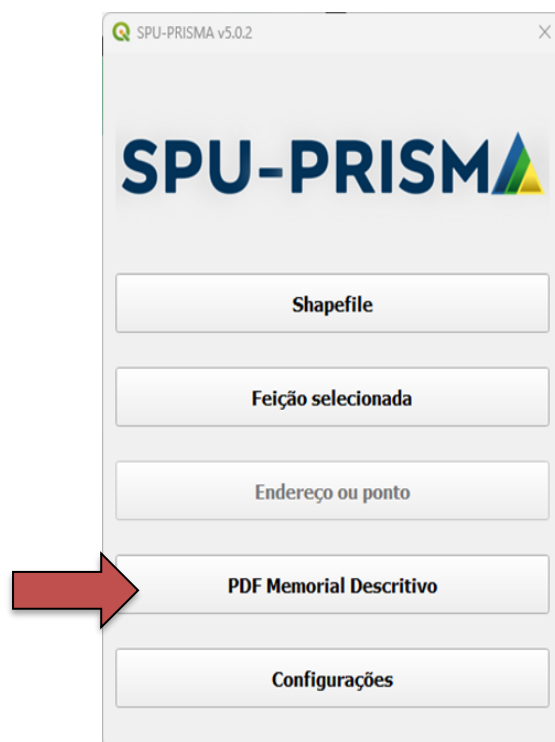 SPU-PRISMA v5.0.2
SPU-PRISMA
Shapefile
Feição selecionada
Endereço ou ponto
PDF Memorial Descritivo
Configurações